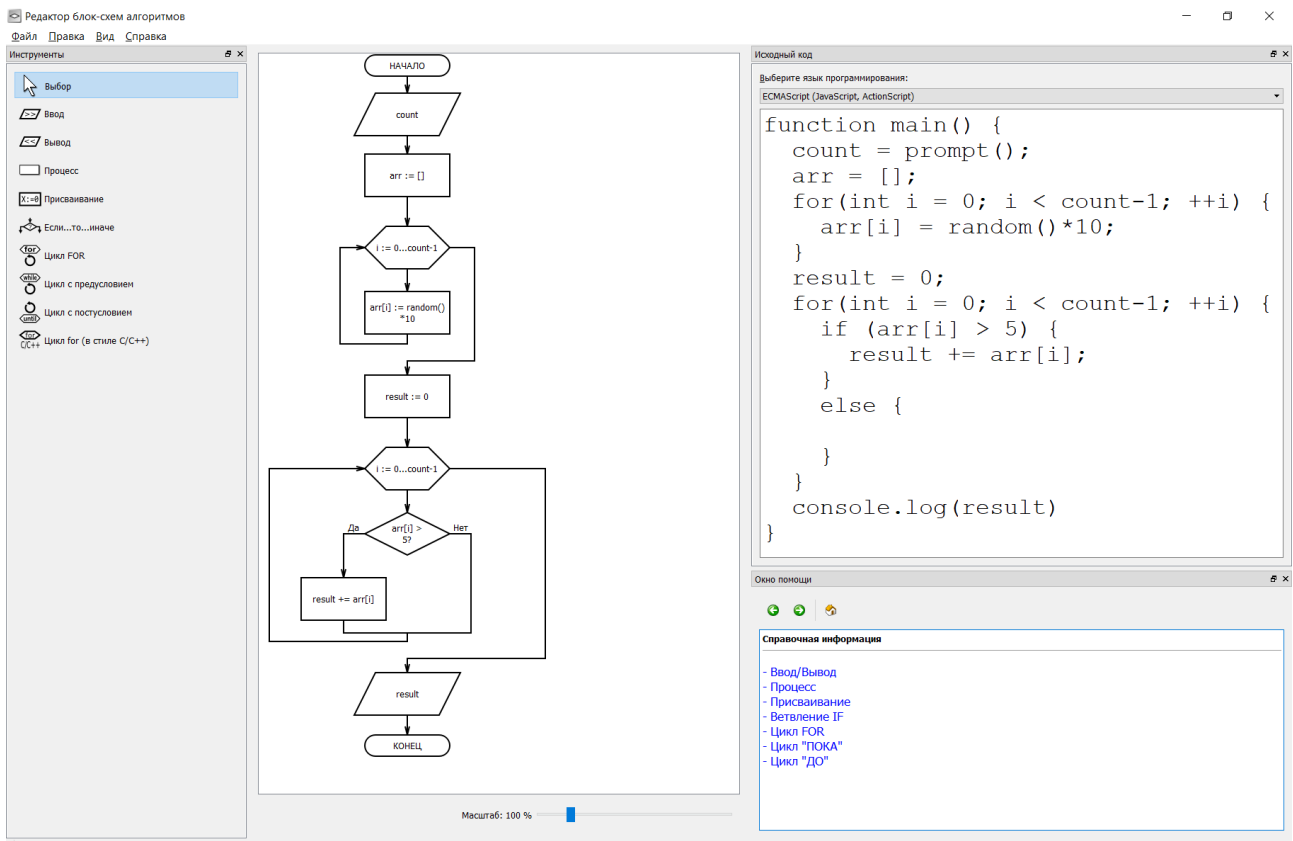 Редактор блок-схем алгоритмов
Файл Правка Вид Справка
Инструменты
Выбор
>> Ввод
<< Вывод
Процесс
X:=0 Присваивание
Если...то...иначе
for Цикл FOR
while Цикл с предусловием
until Цикл с постусловием
for C/C++ Цикл for (в стиле C/C++)
НАЧАЛО
count
arr := []
i := 0...count-1
arr[i] := random()
*10
result := 0
i := 0...count-1
Да
arr[i] >
5?
Нет
result += arr[i]
result
КОНЕЦ
Масштаб: 100 %
Исходный код
Выберите язык программирования:
ECMAScript (JavaScript, ActionScript)
function main() {
count = prompt();
arr = [];
for(int i = 0; i < count-1; ++i) {
arr[i] = random()*10;
}
result = 0;
for(int i = 0; i < count-1; ++i) {
if (arr[i] > 5) {
result += arr[i];
}
else {
}
}
console.log(result)
}
Окно помощи
Справочная информация
- Ввод/Вывод
- Процесс
- Присваивание
- Ветвление IF
- Цикл FOR
- Цикл "ПОКА"
- Цикл "ДО"